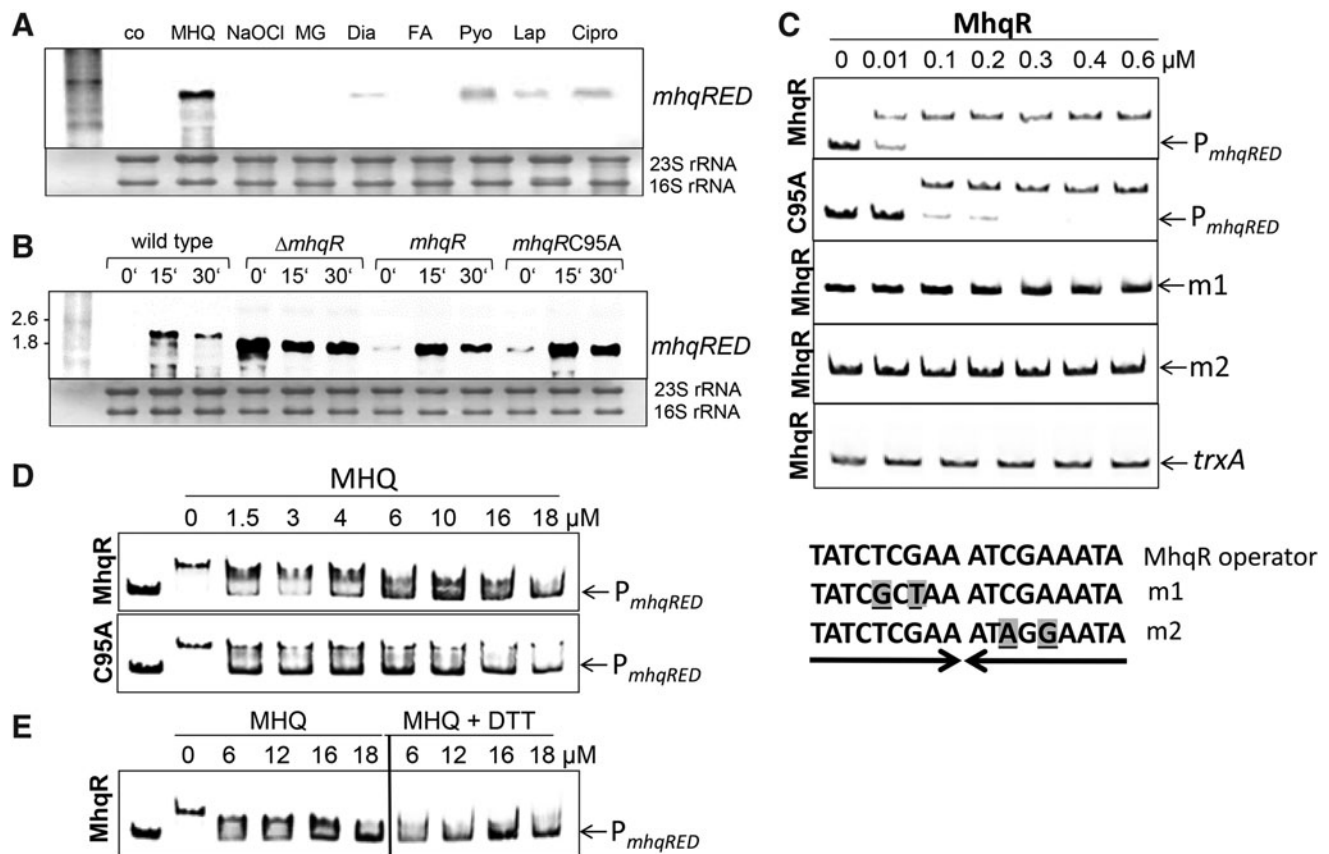 A
co MHQ NaOCl MG Dia FA Pyo Lap Cipro
mhqRED
23S rRNA
16S rRNA
B
wild type ΔmhqR mhqR mhqRC95A
0‘ 15‘ 30‘ 0‘ 15‘ 30‘ 0‘ 15‘ 30‘ 0‘ 15‘ 30‘
2.6
1.8
mhqRED
23S rRNA
16S rRNA
C
MhqR
0 0.01 0.1 0.2 0.3 0.4 0.6 µM
MhqR
PmhqRED
C95A
PmhqRED
MhqR
m1
MhqR
m2
MhqR
trxA
TATCTCGAA ATCGAAATA MhqR operator
TATCGCTAA ATCGAAATA m1
TATCTCGAA ATAGGAATA m2
D
MHQ
0 1.5 3 4 6 10 16 18 µM
MhqR
PmhqRED
C95A
PmhqRED
E
MHQ MHQ + DTT
0 6 12 16 18 6 12 16 18 µM
MhqR
PmhqRED